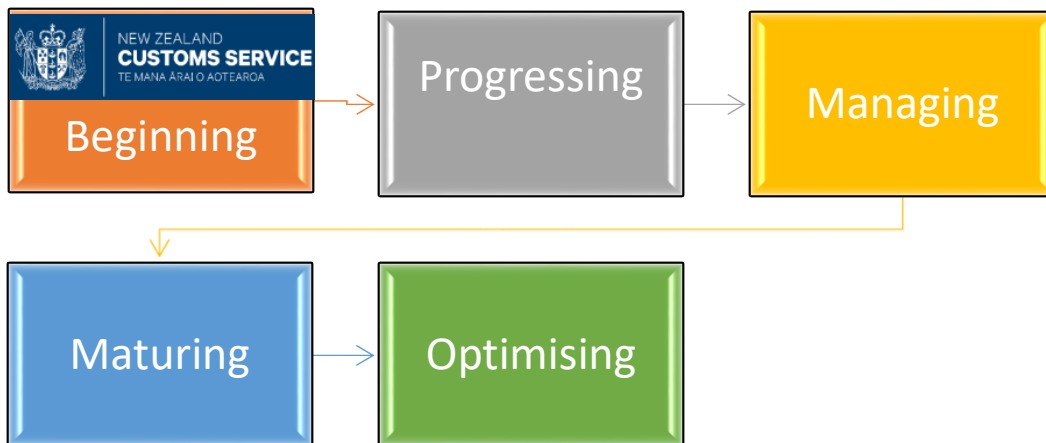 NEW ZEALAND
CUSTOMS SERVICE
TE MANA ĀRAI O AOTEAROA
Beginning
Progressing
Managing
Maturing
Optimising